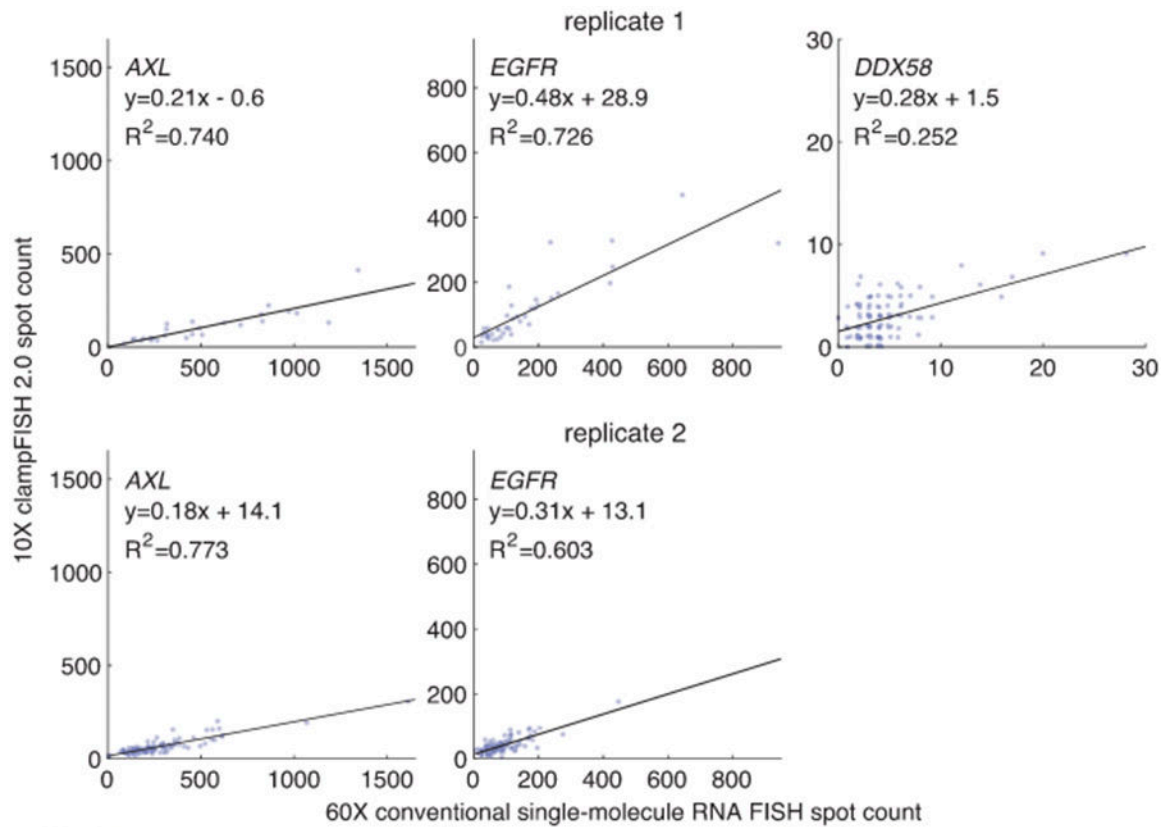 replicate 1
AXL
y=0.21x - 0.6
R²=0.740
1500
1000
500
0
0 500 1000 1500
EGFR
y=0.48x + 28.9
R²=0.726
800
600
400
200
0
0 200 400 600 800
DDX58
y=0.28x + 1.5
R²=0.252
30
20
10
0
0 10 20 30
10X clampFISH 2.0 spot count
replicate 2
AXL
y=0.18x + 14.1
R²=0.773
1500
1000
500
0
0 500 1000 1500
EGFR
y=0.31x + 13.1
R²=0.603
800
600
400
200
0
0 200 400 600 800
60X conventional single-molecule RNA FISH spot count